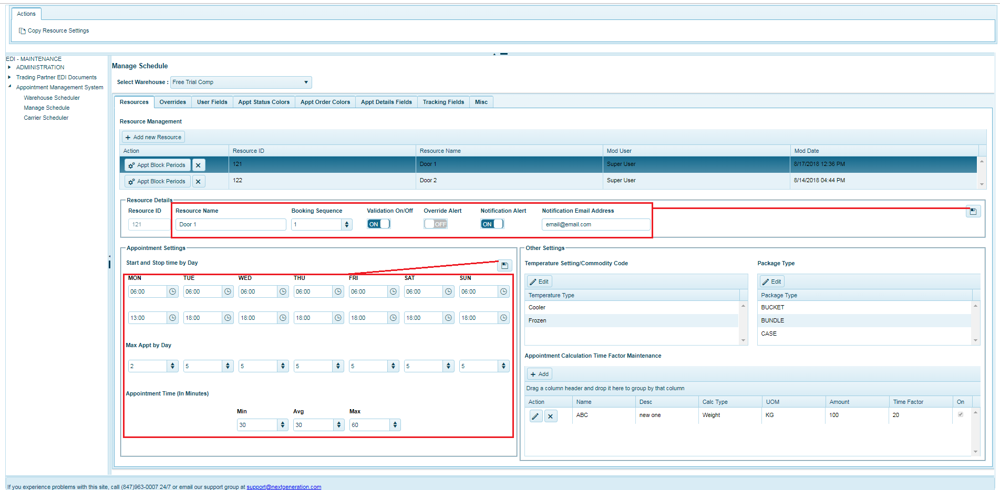 Actions
Copy Resource Settings
EDI - MAINTENANCE
ADMINISTRATION
Trading Partner EDI Documents
Appointment Management System
Warehouse Scheduler
Manage Schedule
Carrier Scheduler
Manage Schedule
Select Warehouse : Free Trial Comp
Resources Overrides User Fields Appt Status Colors Appt Order Colors Appt Details Fields Tracking Fields Misc
Resource Management
+ Add new Resource
Action Resource ID Resource Name Mod User Mod Date
Appt Block Periods 121 Door 1 Super User 8/17/2018 12:36 PM
Appt Block Periods 122 Door 2 Super User 8/14/2018 04:44 PM
Resource Details
Resource ID Resource Name Booking Sequence Validation On/Off Override Alert Notification Alert Notification Email Address
121 Door 1 1 ON OFF ON email@email.com
Appointment Settings
Start and Stop time by Day
MON TUE WED THU FRI SAT SUN
06:00 06:00 06:00 06:00 06:00 06:00 06:00
13:00 18:00 18:00 18:00 18:00 18:00 18:00
Max Appt by Day
2 5 5 5 5 5 5
Appointment Time (In Minutes)
Min Avg Max
30 30 60
Other Settings
Temperature Setting/Commodity Code
Edit
Temperature Type
Cooler
Frozen
Package Type
Edit
Package Type
BUCKET
BUNDLE
CASE
Appointment Calculation Time Factor Maintenance
+ Add
Drag a column header and drop it here to group by that column
Action Name Desc Calc Type UOM Amount Time Factor On
ABC new one Weight KG 100 20
If you experience problems with this site, call (847)963-0007 24/7 or email our support group at support@nextgeneration.com